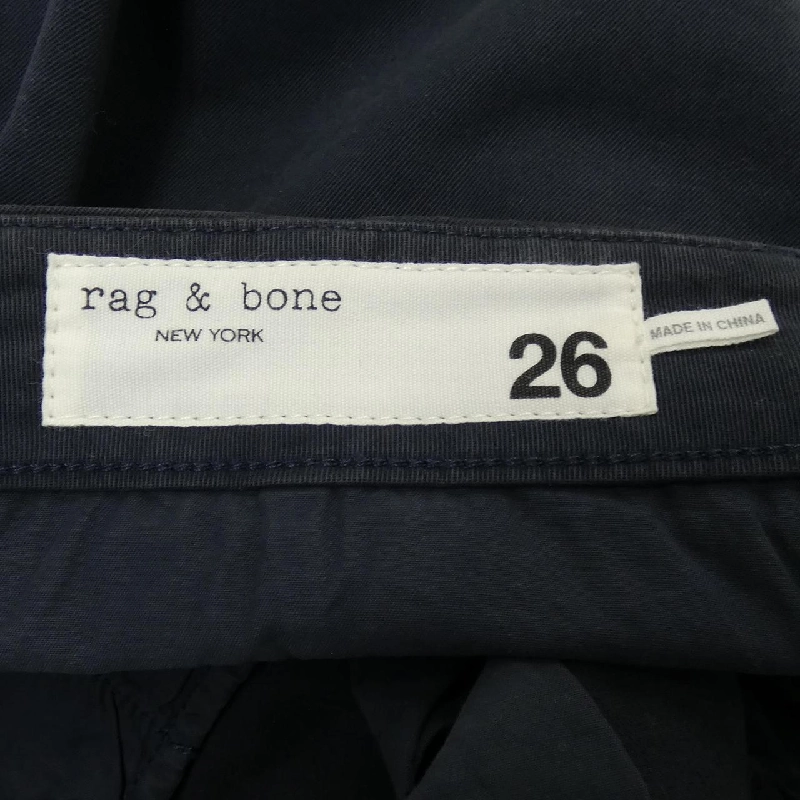 rag & bone
NEW YORK
26
MADE IN CHINA